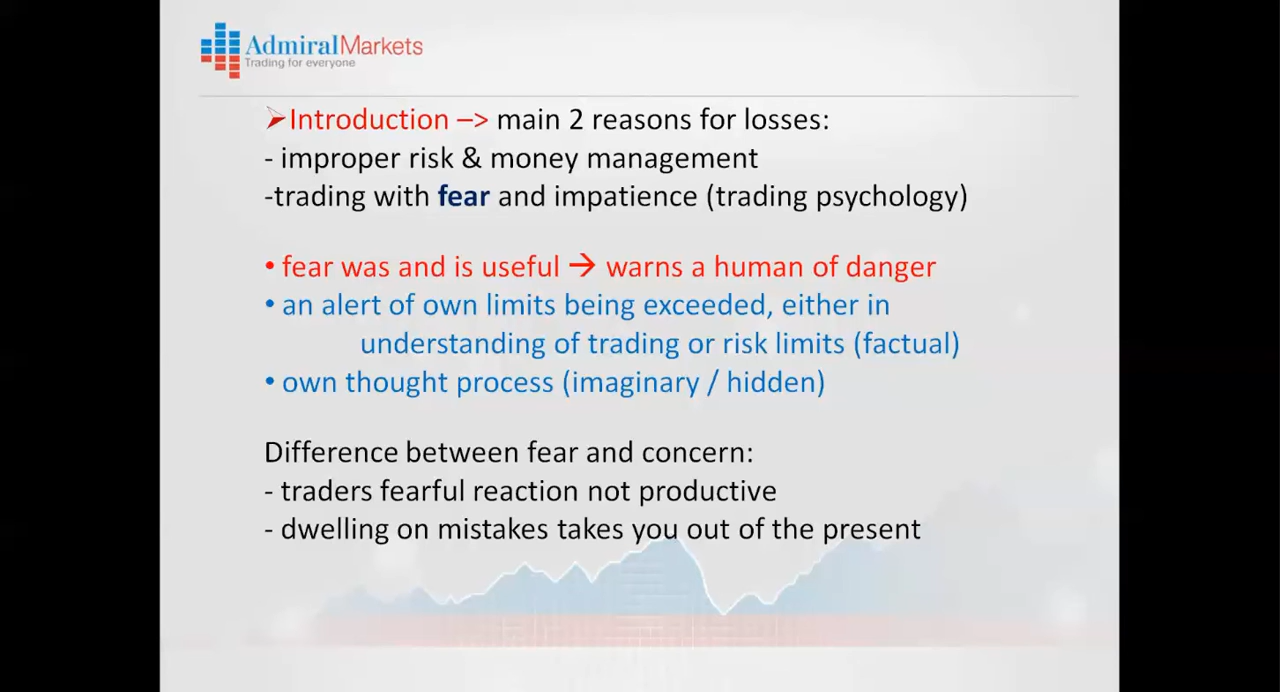 AdmiralMarkets
Trading for everyone
➢Introduction –> main 2 reasons for losses:
- improper risk & money management
-trading with fear and impatience (trading psychology)
• fear was and is useful → warns a human of danger
• an alert of own limits being exceeded, either in
understanding of trading or risk limits (factual)
• own thought process (imaginary / hidden)
Difference between fear and concern:
- traders fearful reaction not productive
- dwelling on mistakes takes you out of the present